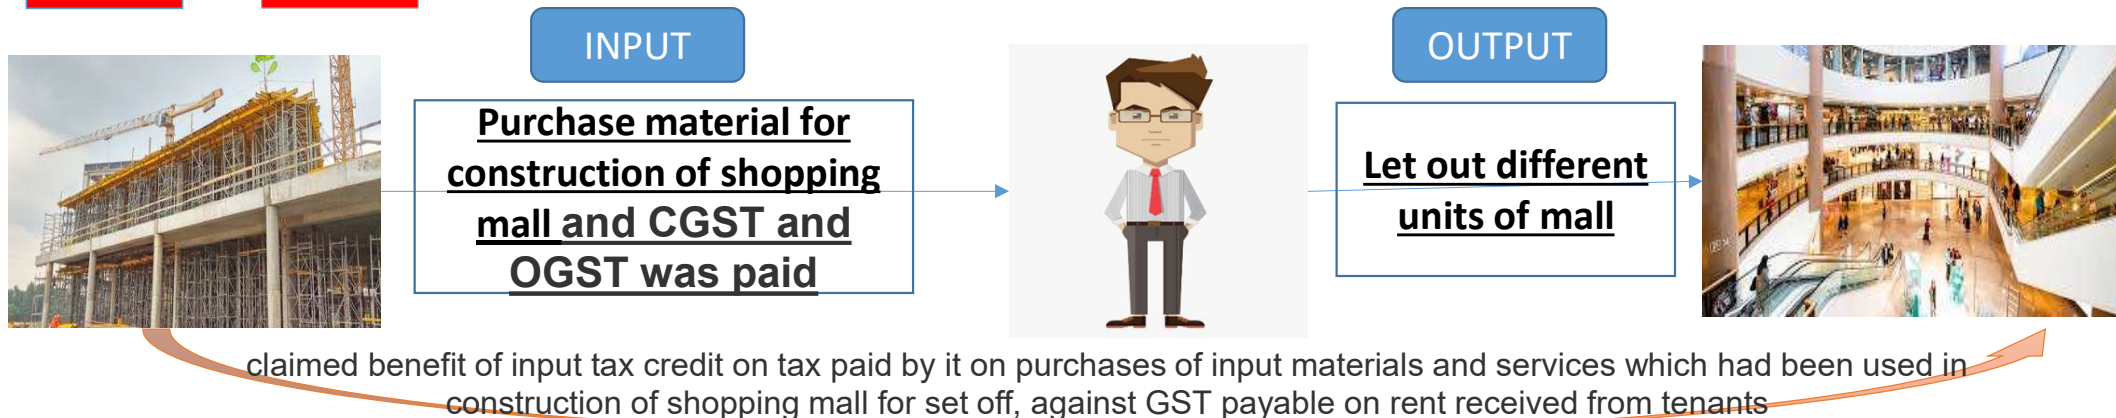 INPUT
OUTPUT
Purchase material for
construction of shopping
mall and CGST and
OGST was paid
Let out different
units of mall
claimed benefit of input tax credit on tax paid by it on purchases of input materials and services which had been used in
construction of shopping mall for set off, against GST payable on rent received from tenants